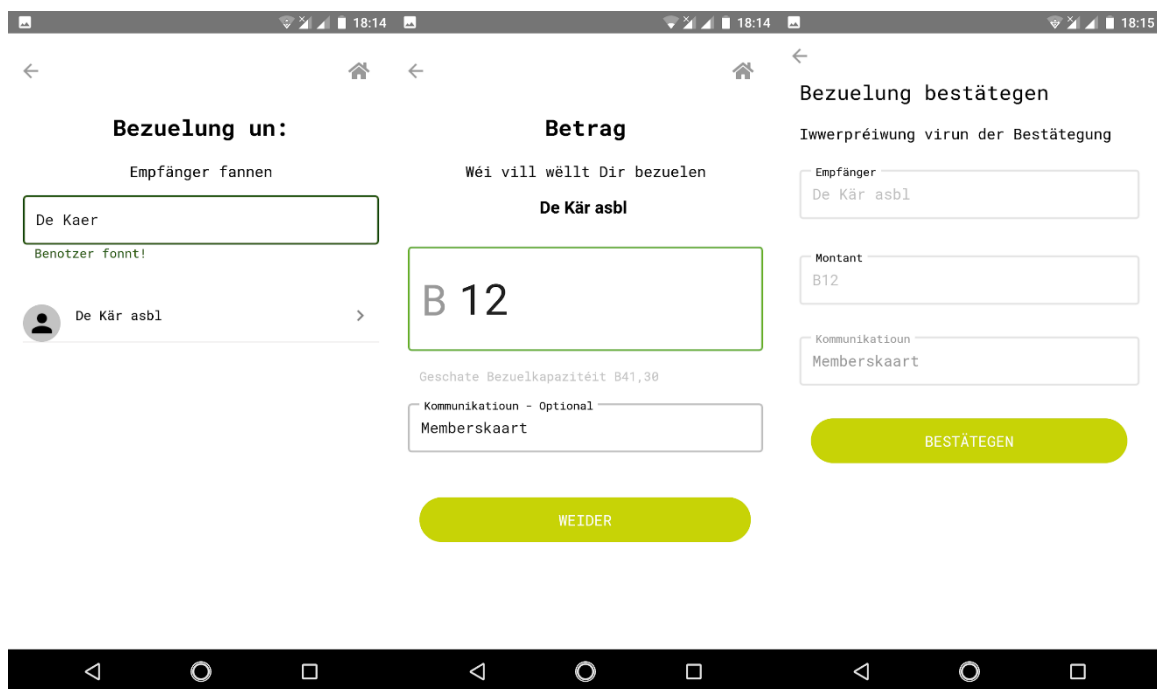 18:14
Bezuelung un:
Empfänger fannen
De Kaer
Benotzer fonnt!
De Kär asbl
18:14
Betrag
Wéi vill wëllt Dir bezuelen
De Kär asbl
B 12
Geschate Bezuelkapazitéit B41,30
Kommunikatioun - Optional
Memberskaart
WEIDER
18:15
Bezuelung bestätegen
Iwwerpréiwung virun der Bestätegung
Empfänger
De Kär asbl
Montant
B12
Kommunikatioun
Memberskaart
BESTÄTEGEN